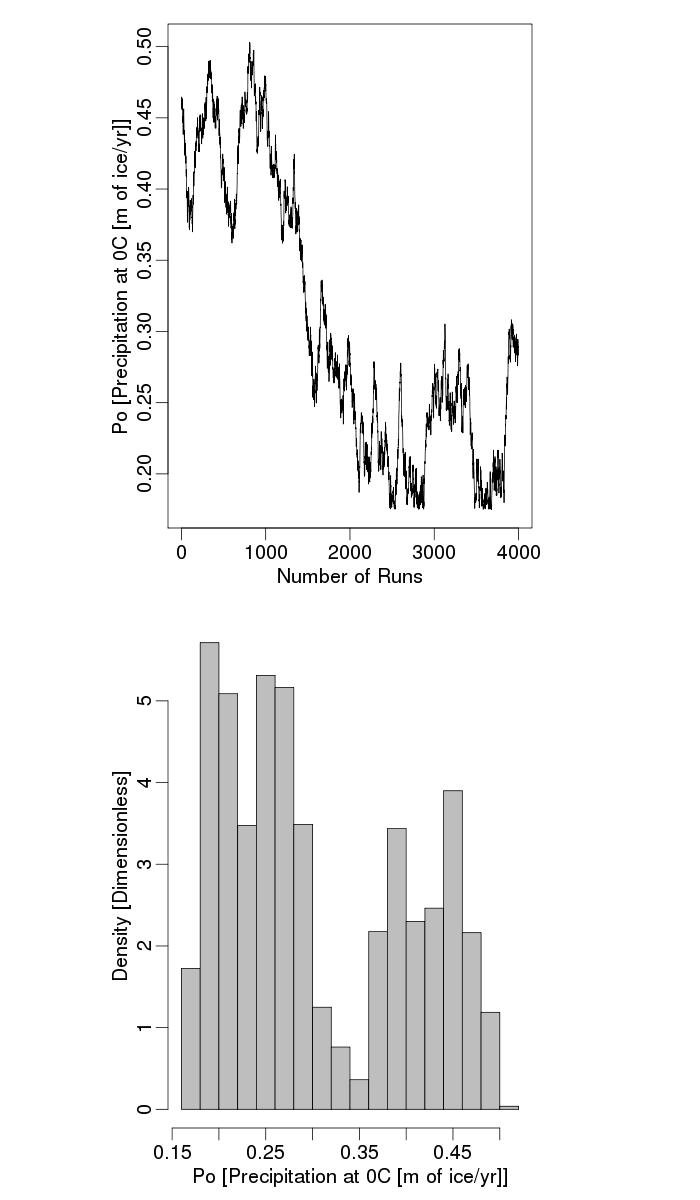 0.50
0.45
0.40
0.35
0.30
0.25
0.20
Po [Precipitation at 0C [m of ice/yr]]
0 1000 2000 3000 4000
Number of Runs
5
4
3
2
1
0
Density [Dimensionless]
0.15 0.25 0.35 0.45
Po [Precipitation at 0C [m of ice/yr]]